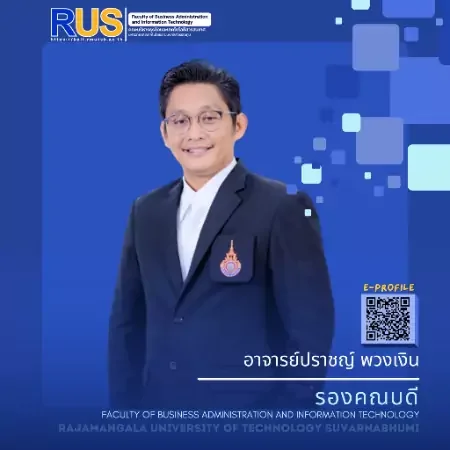 RUS
Faculty of Business Administration
and Information Technology
E-PROFILE
อาจารย์ปราชญ์ พวงเงิน
รองคณบดี
FACULTY OF BUSINESS ADMINISTRATION AND INFORMATION TECHNOLOGY
RAJAMANGALA UNIVERSITY OF TECHNOLOGY SUVARNABHUMI